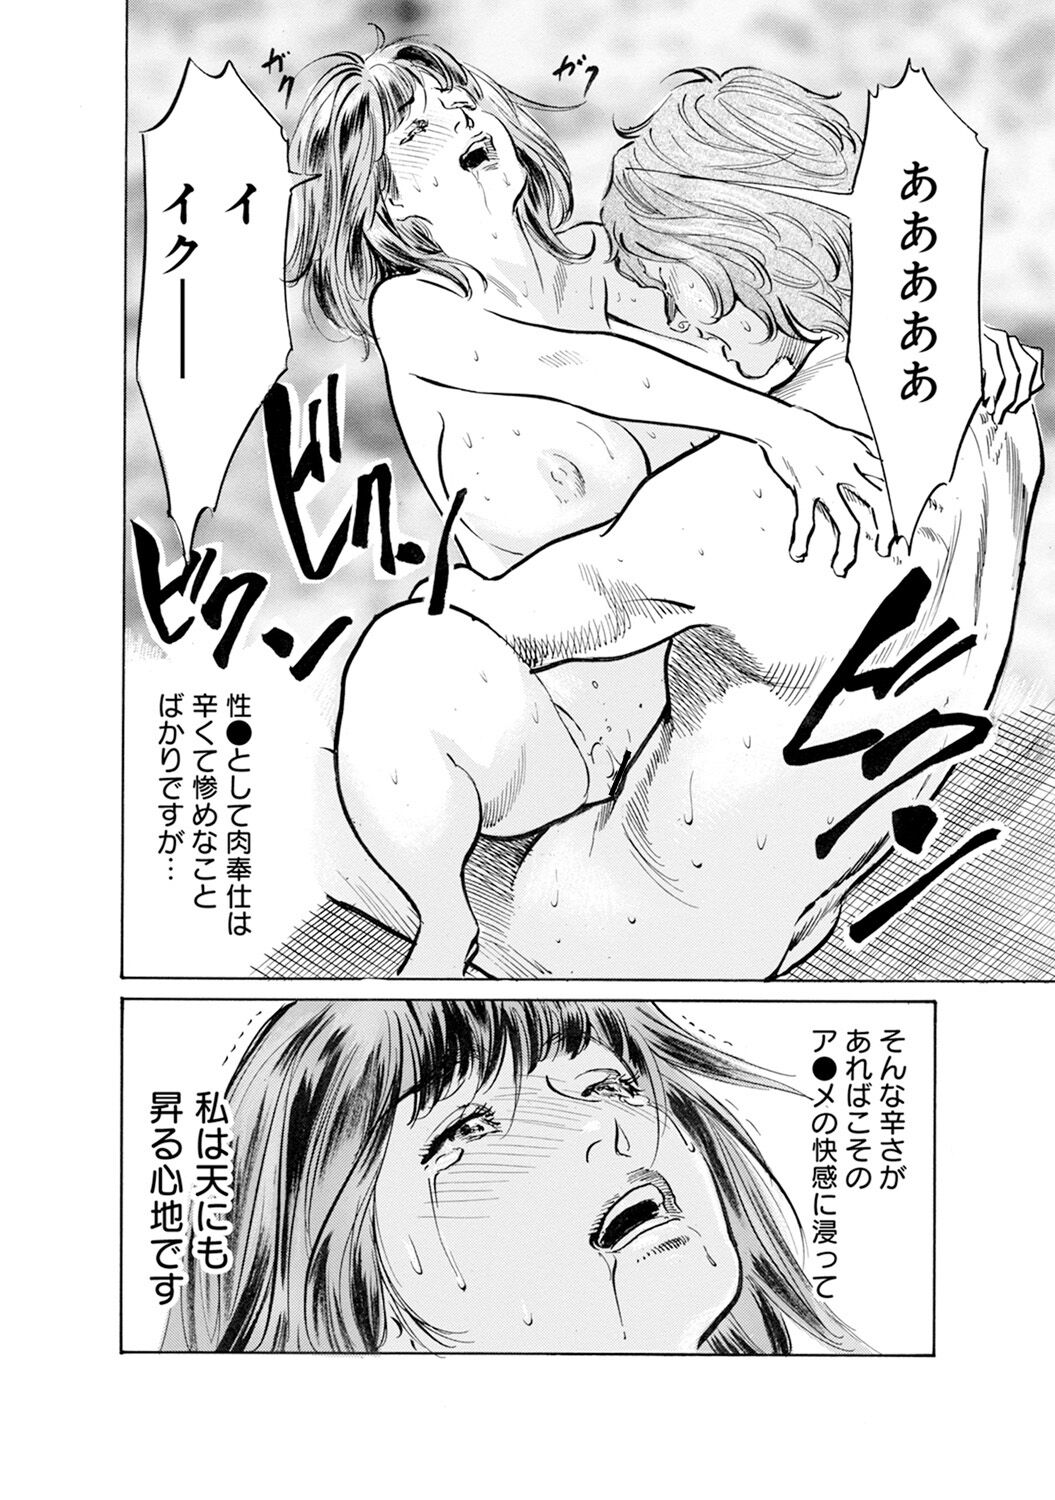 ああああああ
ガク
ガク
イ
イクーー
ビクン
ビクン
ビクン
性●として肉奉仕は
辛くて惨めなこと
ばかりですが…
そんな辛さが
あればこその
ア●メの快感に浸って
私は天にも
昇る心地です